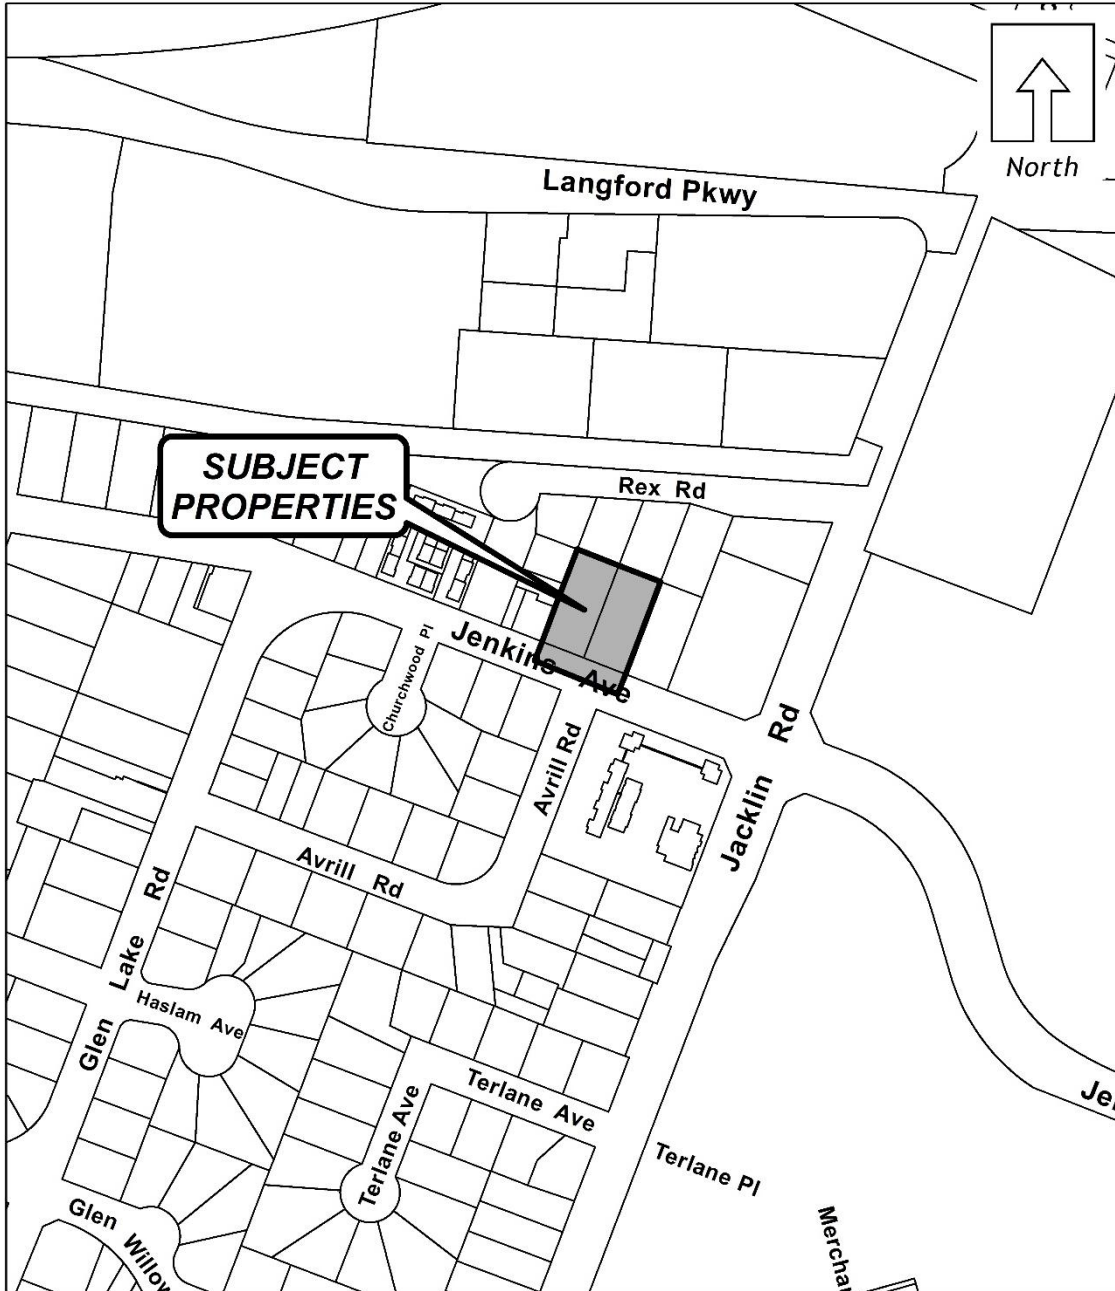 North
Langford Pkwy
SUBJECT
PROPERTIES
Rex Rd
Jenkins Ave
Churchwood Pl
Avrill Rd
Jacklin Rd
Avrill Rd
Glen Lake Rd
Haslam Ave
Terlane Ave
Terlane Ave
Terlane Pl
Glen Willow